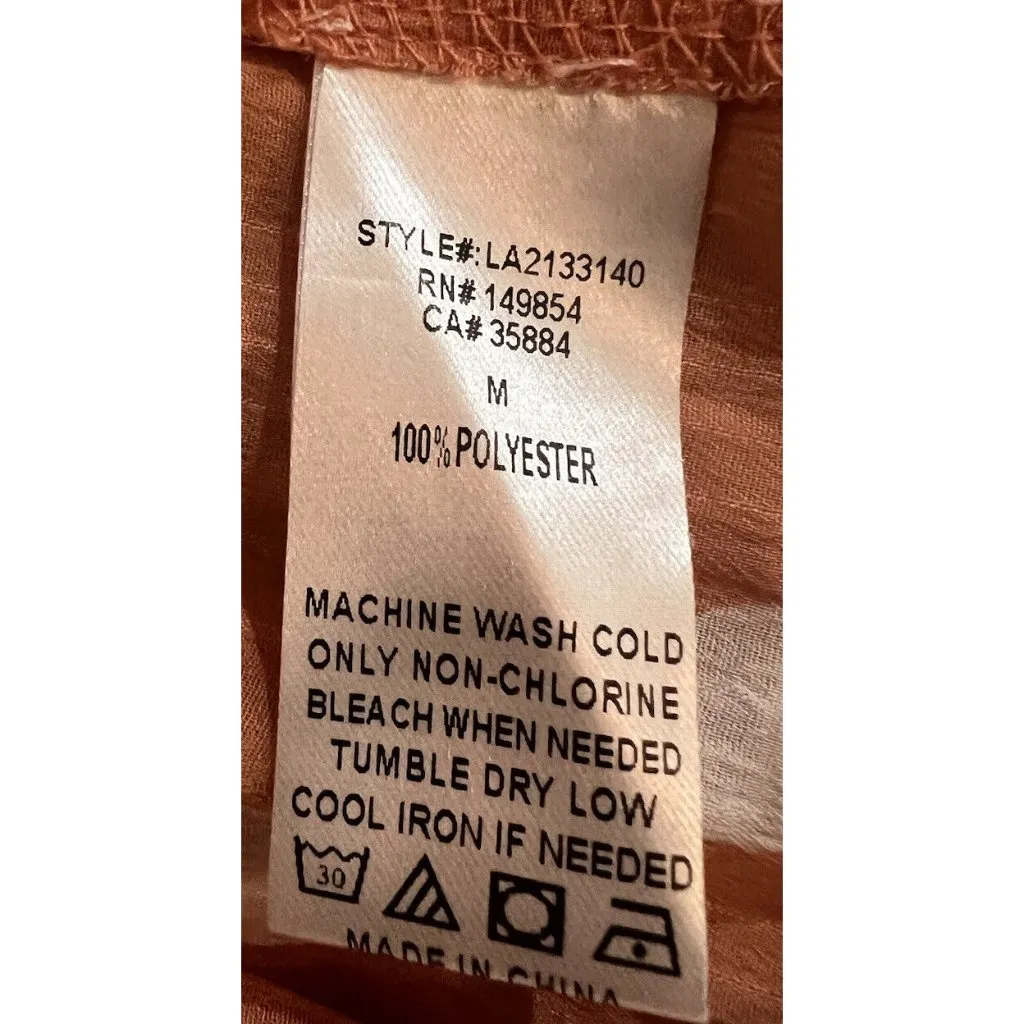 STYLE#:LA2133140
RN# 149854
CA# 35884
M
100% POLYESTER
MACHINE WASH COLD
ONLY NON-CHLORINE
BLEACH WHEN NEEDED
TUMBLE DRY LOW
COOL IRON IF NEEDED
30
MADE IN CHINA